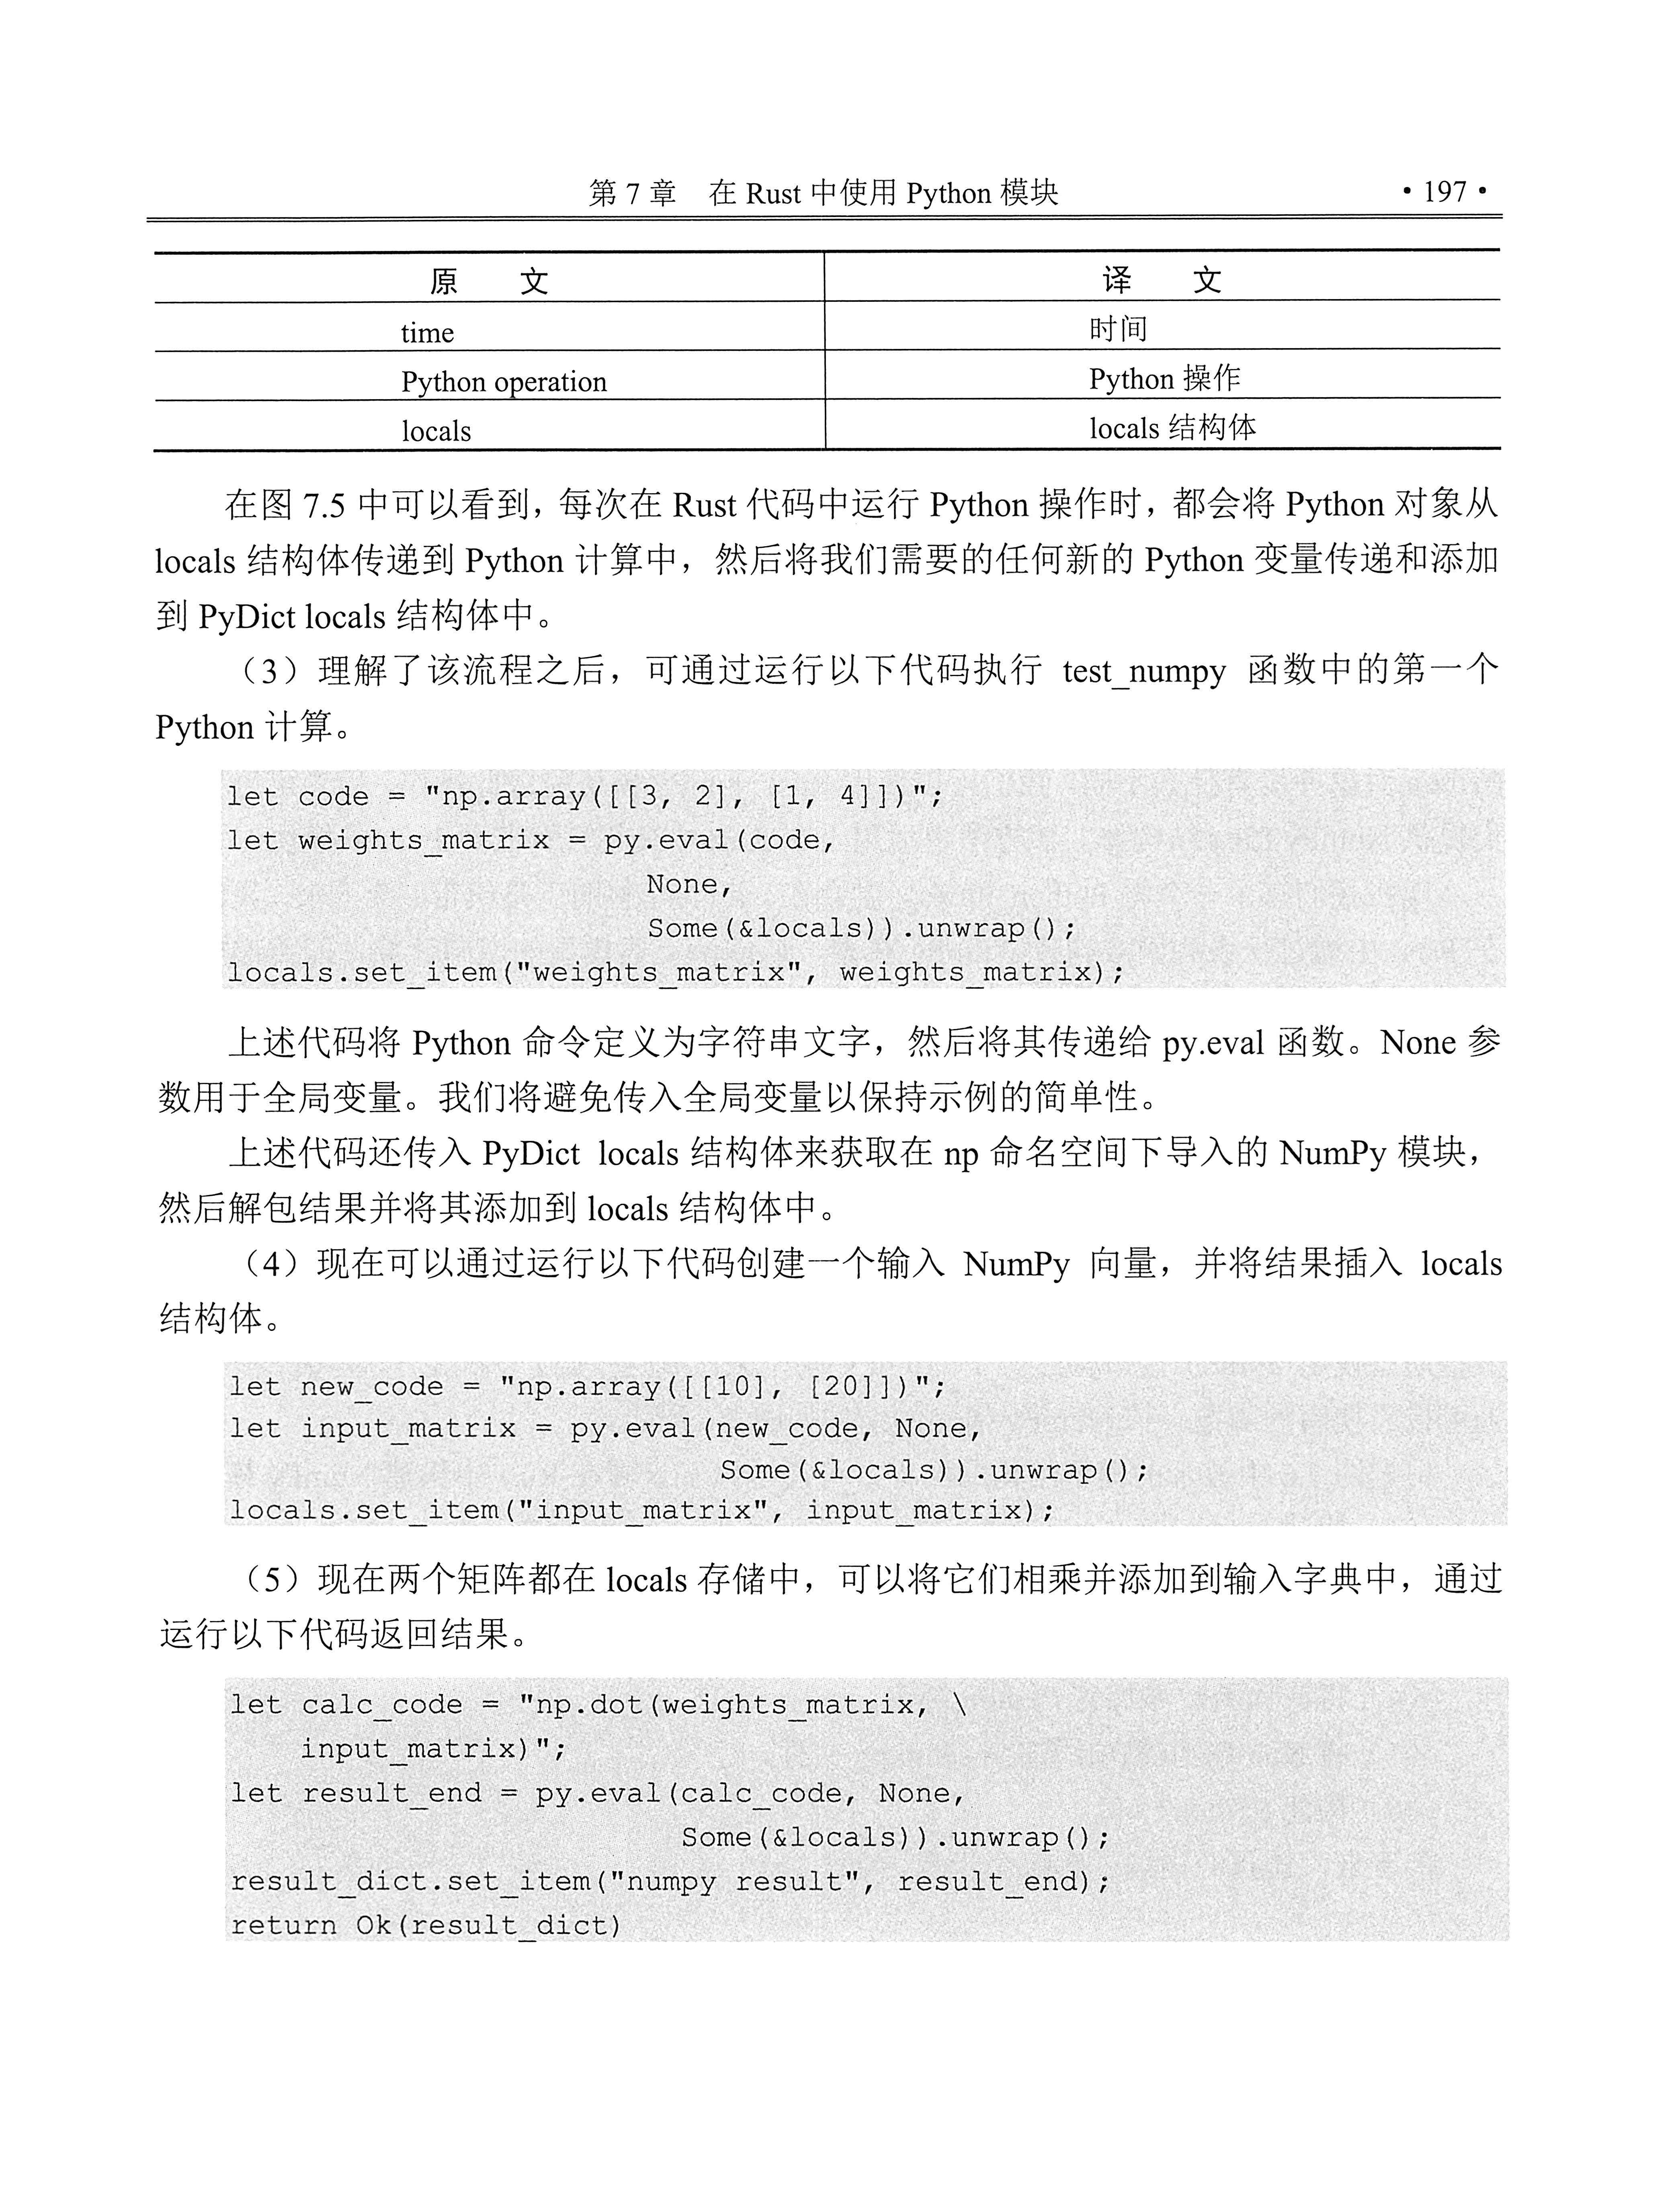 第 7 章 在 Rust 中使用 Python 模块 • 197 •
原 文 译 文
time 时间
Python operation Python 操作
locals locals 结构体
在图 7.5 中可以看到，每次在 Rust 代码中运行 Python 操作时，都会将 Python 对象从
locals 结构体传递到 Python 计算中，然后将我们需要的任何新的 Python 变量传递和添加
到 PyDict locals 结构体中。
（3）理解了该流程之后，可通过运行以下代码执行 test_numpy 函数中的第一个
Python 计算。
let code = "np.array([[3, 2], [1, 4]])";
let weights_matrix = py.eval(code,
None,
Some(&locals)).unwrap();
locals.set_item("weights_matrix", weights_matrix);
上述代码将 Python 命令定义为字符串文字，然后将其传递给 py.eval 函数。None 参
数用于全局变量。我们将避免传入全局变量以保持示例的简单性。
上述代码还传入 PyDict locals 结构体来获取在 np 命名空间下导入的 NumPy 模块，
然后解包结果并将其添加到 locals 结构体中。
（4）现在可以通过运行以下代码创建一个输入 NumPy 向量，并将结果插入 locals
结构体。
let new_code = "np.array([[10], [20]])";
let input_matrix = py.eval(new_code, None,
Some(&locals)).unwrap();
locals.set_item("input_matrix", input_matrix);
（5）现在两个矩阵都在 locals 存储中，可以将它们相乘并添加到输入字典中，通过
运行以下代码返回结果。
let calc_code = "np.dot(weights_matrix, \
input_matrix)";
let result_end = py.eval(calc_code, None,
Some(&locals)).unwrap();
result_dict.set_item("numpy result", result_end);
return Ok(result_dict)